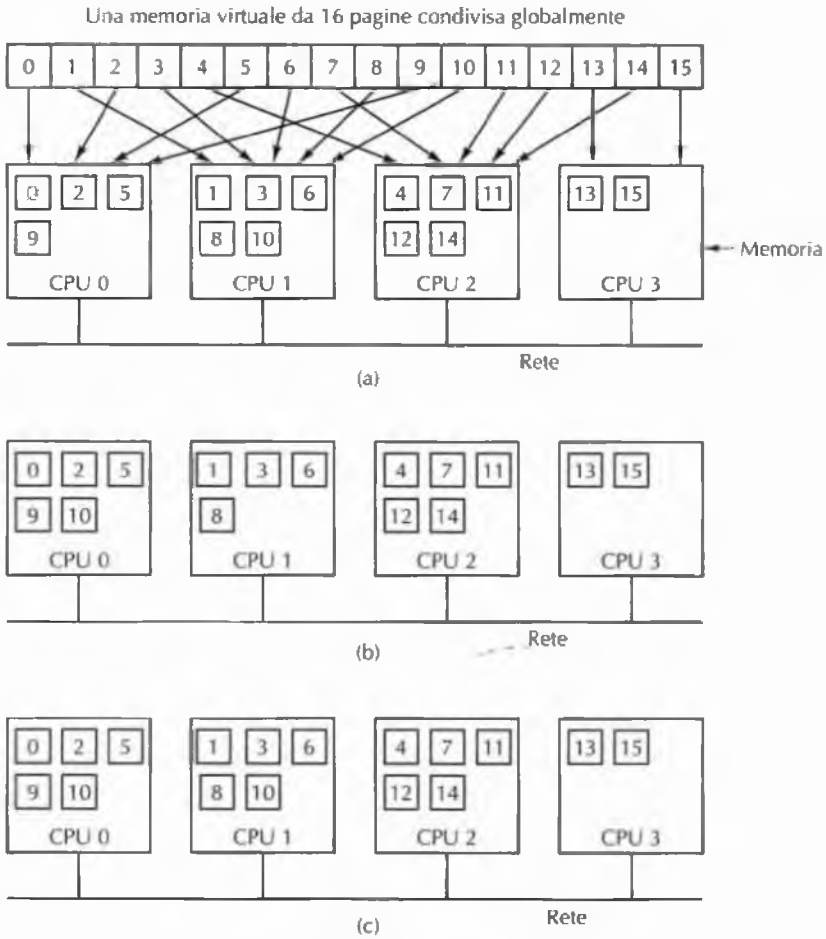 Una memoria virtuale da 16 pagine condivisa globalmente
0 1 2 3 4 5 6 7 8 9 10 11 12 13 14 15
0 2 5 1 3 6 4 7 11 13 15
9 8 10 12 14
Memoria
CPU 0 CPU 1 CPU 2 CPU 3
Rete
(a)
0 2 5 1 3 6 4 7 11 13 15
9 10 8 12 14
CPU 0 CPU 1 CPU 2 CPU 3
Rete
(b)
0 2 5 1 3 6 4 7 11 13 15
9 10 8 10 12 14
CPU 0 CPU 1 CPU 2 CPU 3
Rete
(c)